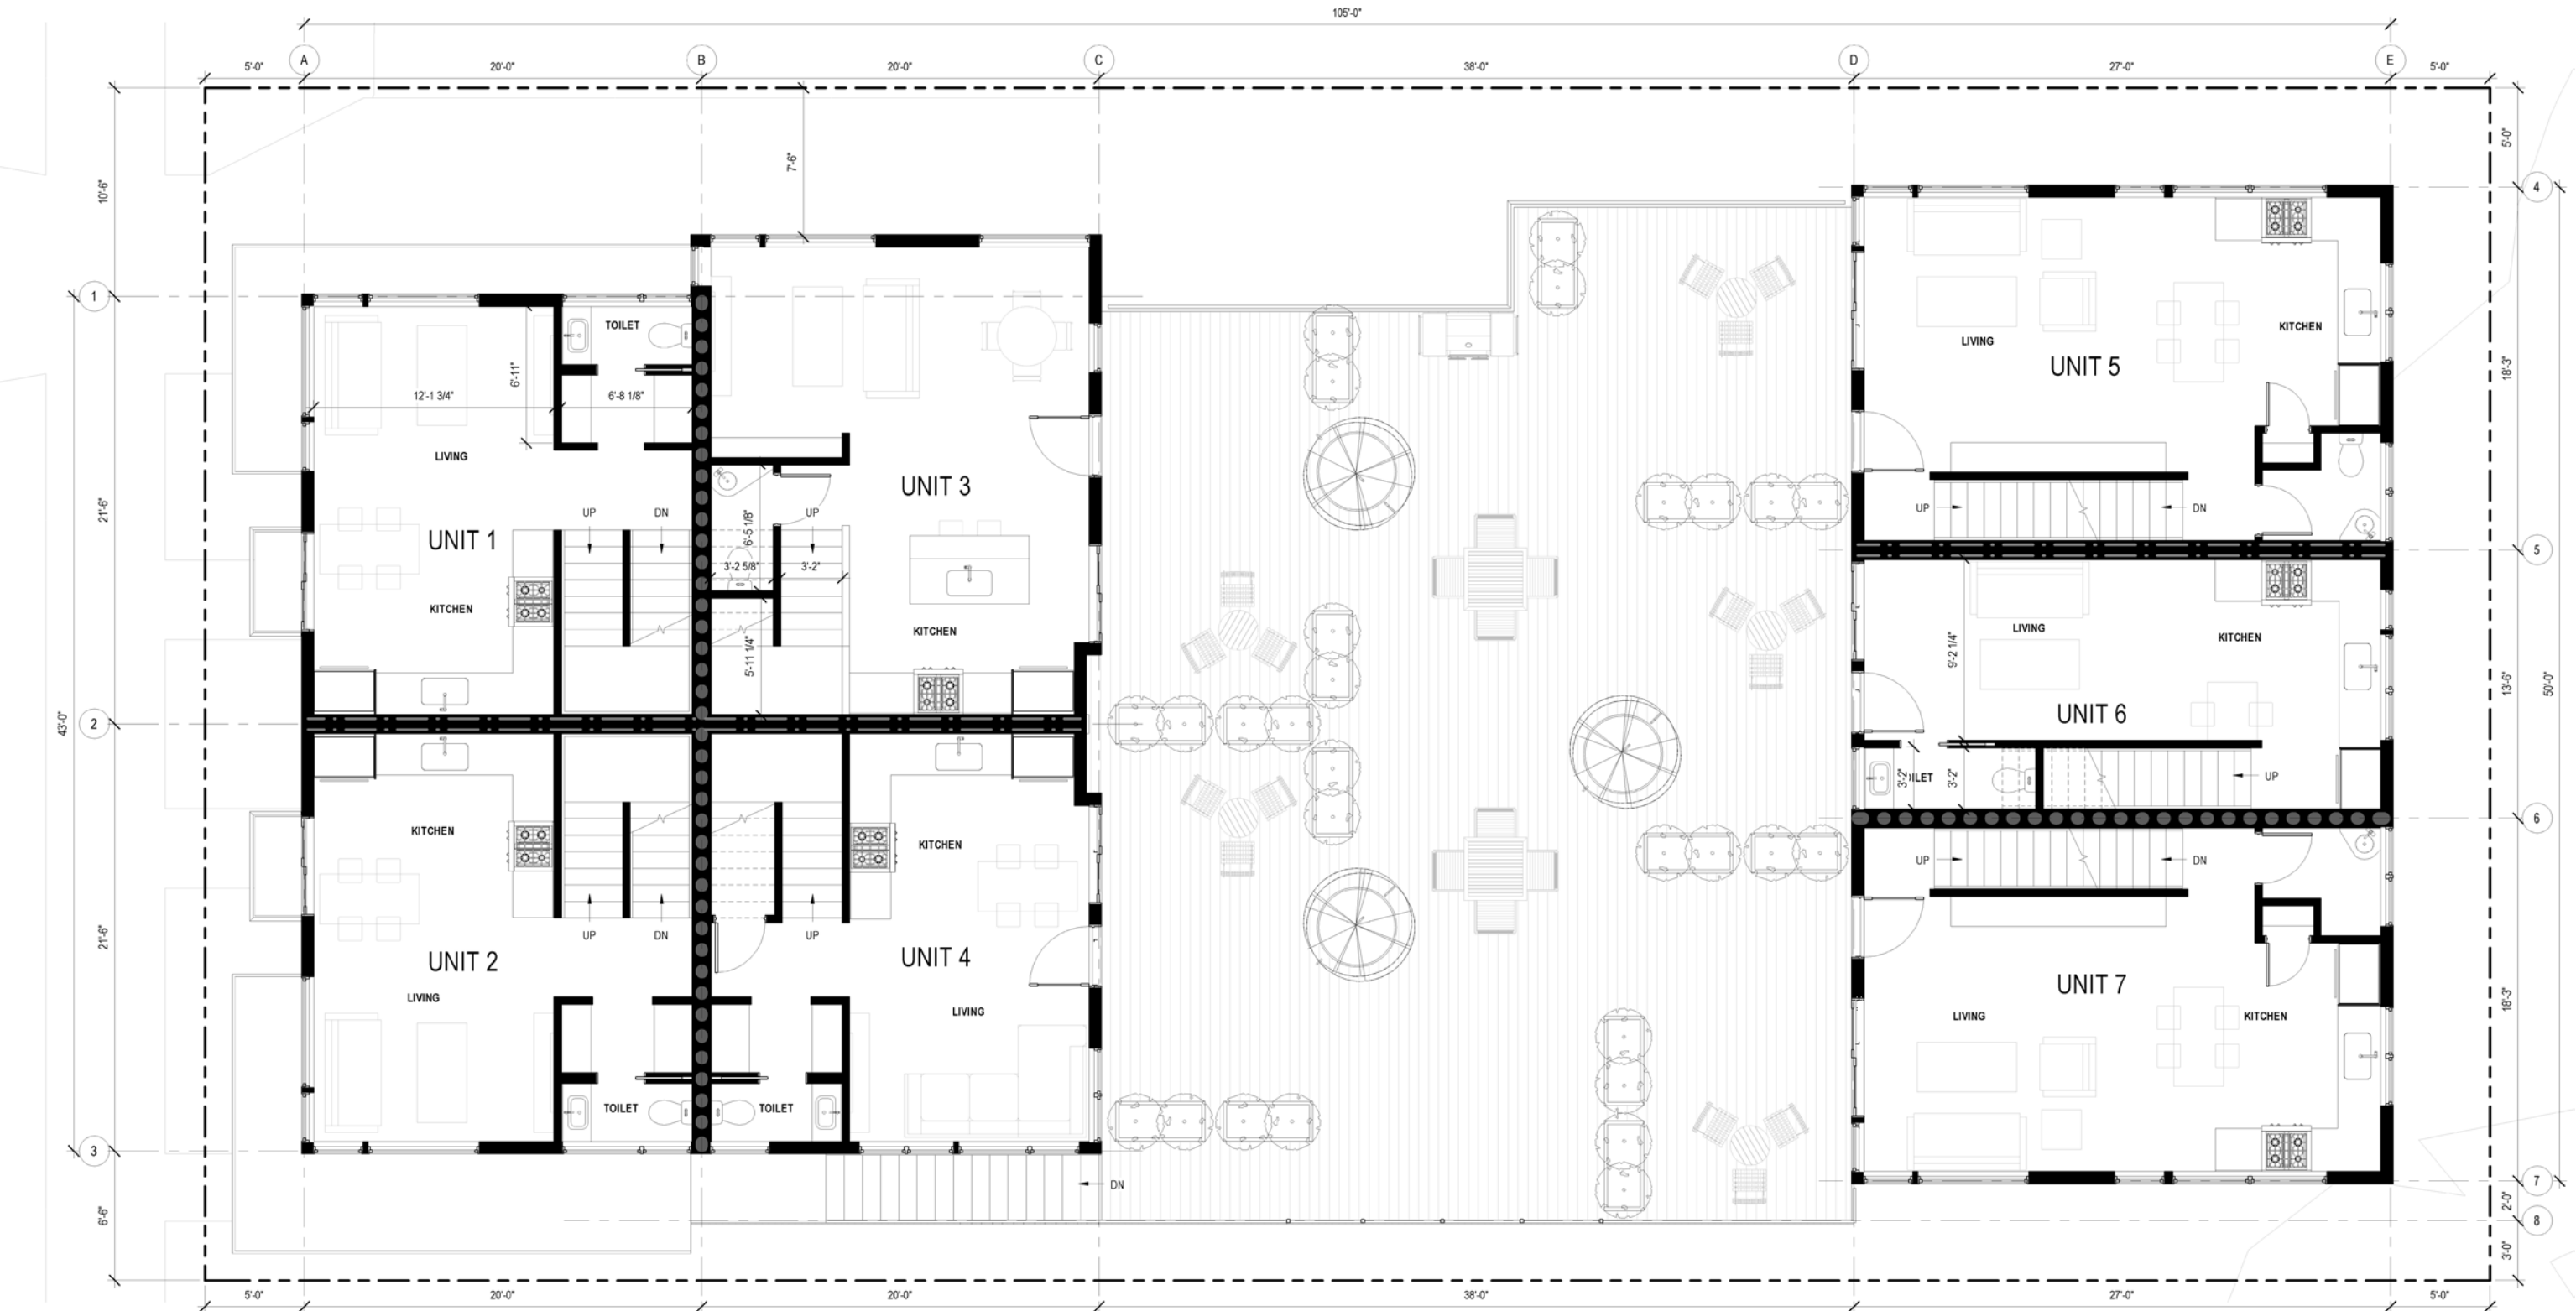 105'-0"
A
B
C
D
E
5'-0"
20'-0"
20'-0"
38'-0"
27'-0"
5'-0"
10'-6"
7'-6"
5'-0"
4
1
TOILET
6'-11"
12'-1 3/4"
6'-8 1/8"
LIVING
KITCHEN
UNIT 5
18'-3"
LIVING
UNIT 3
21'-6"
UP
DN
UP
UP
DN
UNIT 1
6'-5 1/8"
3'-2 5/8"
3'-2"
5
KITCHEN
KITCHEN
5'-11 1/4"
LIVING
KITCHEN
9'-2 1/4"
13'-6"
50'-0"
UNIT 6
43'-0"
2
3'-2"
3'-2"
UP
6
KITCHEN
KITCHEN
UP
DN
21'-6"
UP
DN
UP
UNIT 2
UNIT 4
UNIT 7
LIVING
LIVING
LIVING
KITCHEN
18'-3"
TOILET
TOILET
3
DN
7
2'-0"
6'-6"
8
3'-0"
5'-0"
20'-0"
20'-0"
38'-0"
27'-0"
5'-0"